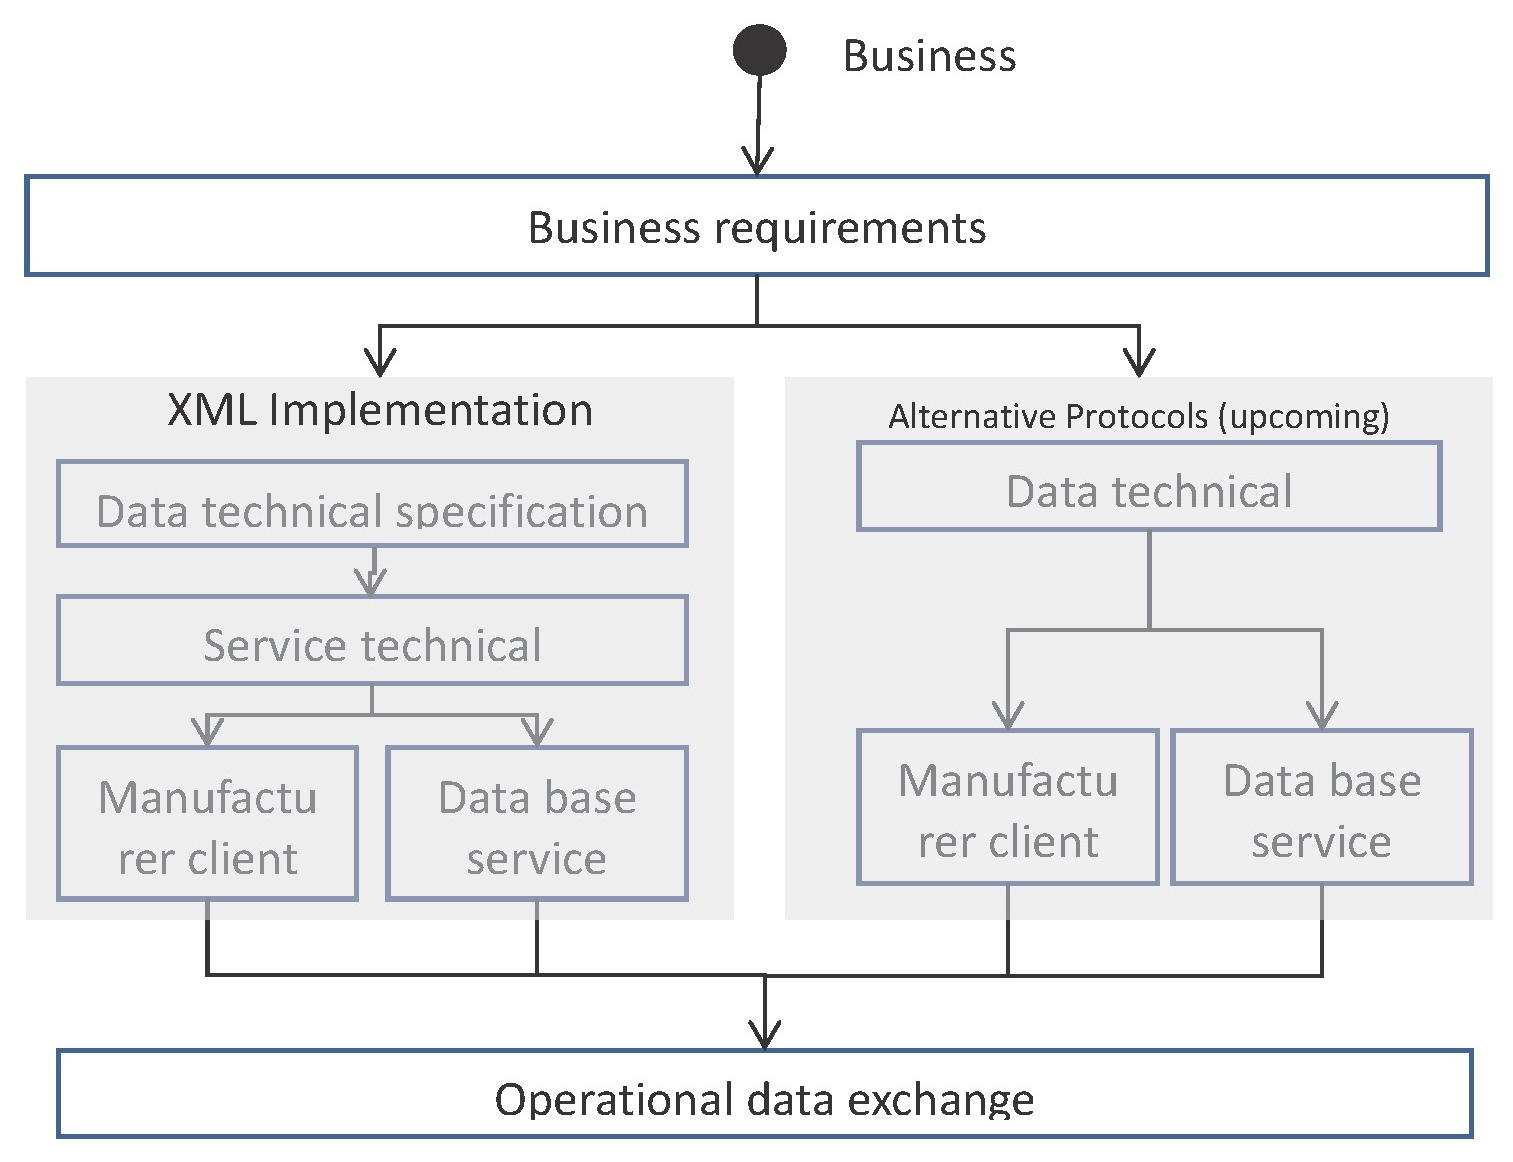 Business
Business requirements
XML Implementation
Data technical specification
Service technical
Manufactu
rer client
Data base
service
Alternative Protocols (upcoming)
Data technical
Manufactu
rer client
Data base
service
Operational data exchange